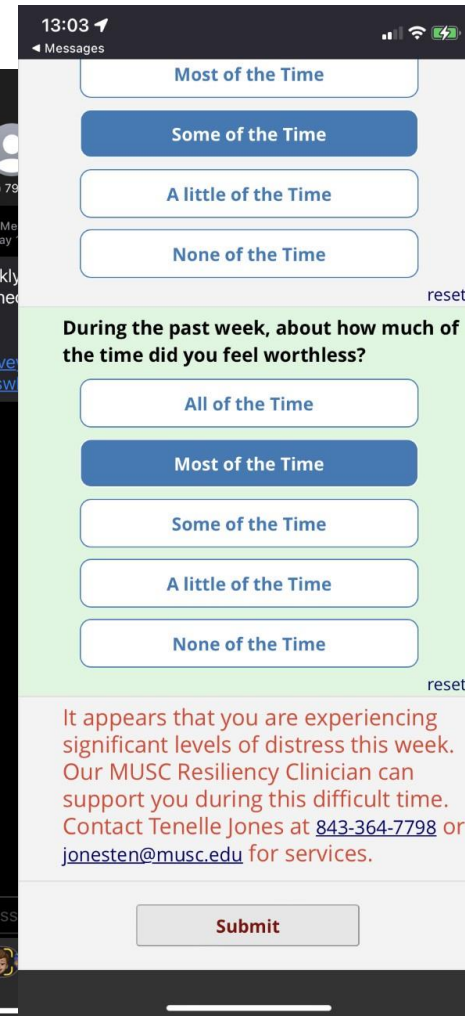 13:03
◀ Messages
Most of the Time
Some of the Time
A little of the Time
None of the Time
reset
During the past week, about how much of
the time did you feel worthless?
All of the Time
Most of the Time
Some of the Time
A little of the Time
None of the Time
reset
It appears that you are experiencing
significant levels of distress this week.
Our MUSC Resiliency Clinician can
support you during this difficult time.
Contact Tenelle Jones at 843-364-7798 or
jonesten@musc.edu for services.
Submit